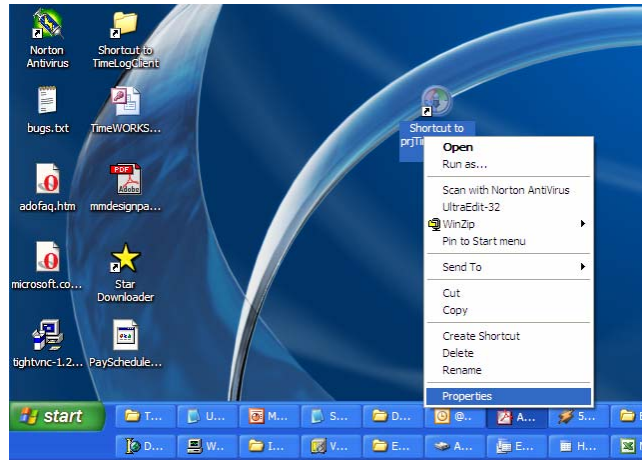 Norton
Antivirus
Shortcut to
TimeLogClient
bugs.txt
TimeWORKS...
adofaq.htm
PDF
Adobe
mmdesignpa...
microsoft.co...
Star
Downloader
tightvnc-1.2...
PaySchedule...
Shortcut to
Open
Run as...
Scan with Norton AntiVirus
UltraEdit-32
WinZip
Pin to Start menu
Send To
Cut
Copy
Create Shortcut
Delete
Rename
Properties
start
T...
U...
M...
S...
D...
@...
A...
5...
D...
W...
I...
V...
E...
A...
E...
H...